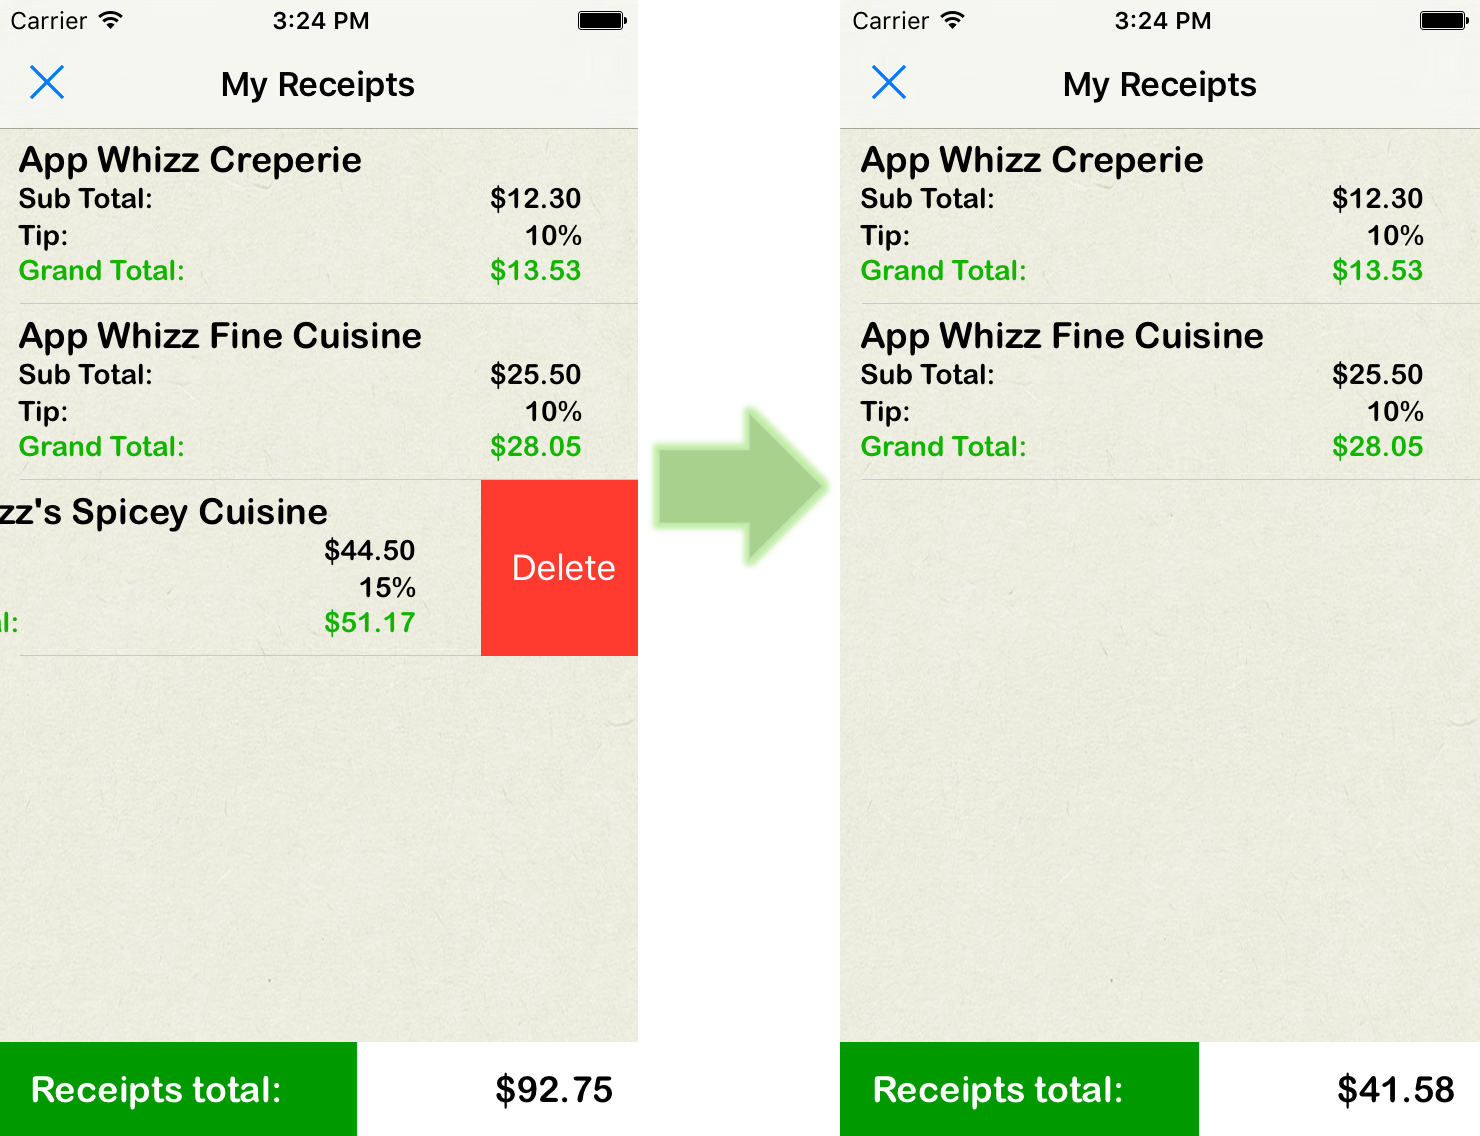 Carrier 3:24 PM
My Receipts
App Whizz Creperie
Sub Total: $12.30
Tip: 10%
Grand Total: $13.53
App Whizz Fine Cuisine
Sub Total: $25.50
Tip: 10%
Grand Total: $28.05
zz's Spicey Cuisine
$44.50
15%
l: $51.17
Delete
Receipts total: $92.75
Carrier 3:24 PM
My Receipts
App Whizz Creperie
Sub Total: $12.30
Tip: 10%
Grand Total: $13.53
App Whizz Fine Cuisine
Sub Total: $25.50
Tip: 10%
Grand Total: $28.05
Receipts total: $41.58